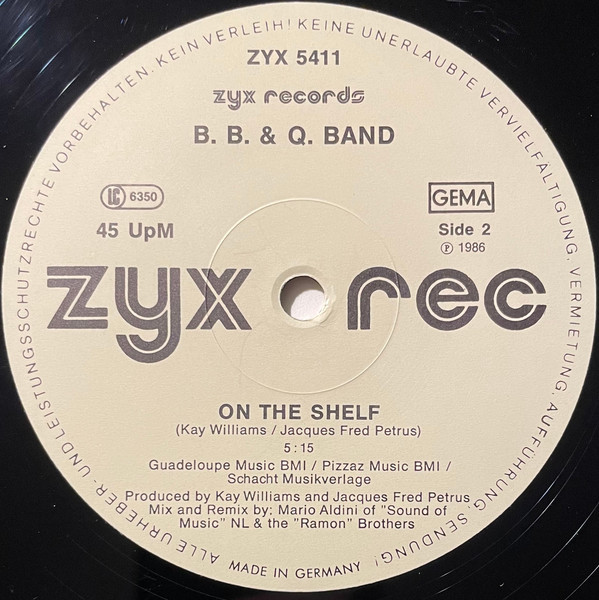 ALLE URHEBER- UND LEISTUNGSSCHUTZRECHTE VORBEHALTEN. KEIN VERLEIH! KEINE UNERLAUBTE VERVIELFÄLTIGUNG, VERMIETUNG, AUFFÜHRUNG, SENDUNG!
ZYX 5411
zyx records
B. B. & Q. BAND
LC 6350
GEMA
45 UpM
Side 2
Ⓟ 1986
zyx rec
ON THE SHELF
(Kay Williams / Jacques Fred Petrus)
5:15
Guadeloupe Music BMI / Pizzaz Music BMI /
Schacht Musikverlage
Produced by Kay Williams and Jacques Fred Petrus
Mix and Remix by: Mario Aldini of "Sound of
Music" NL & the "Ramon" Brothers
MADE IN GERMANY